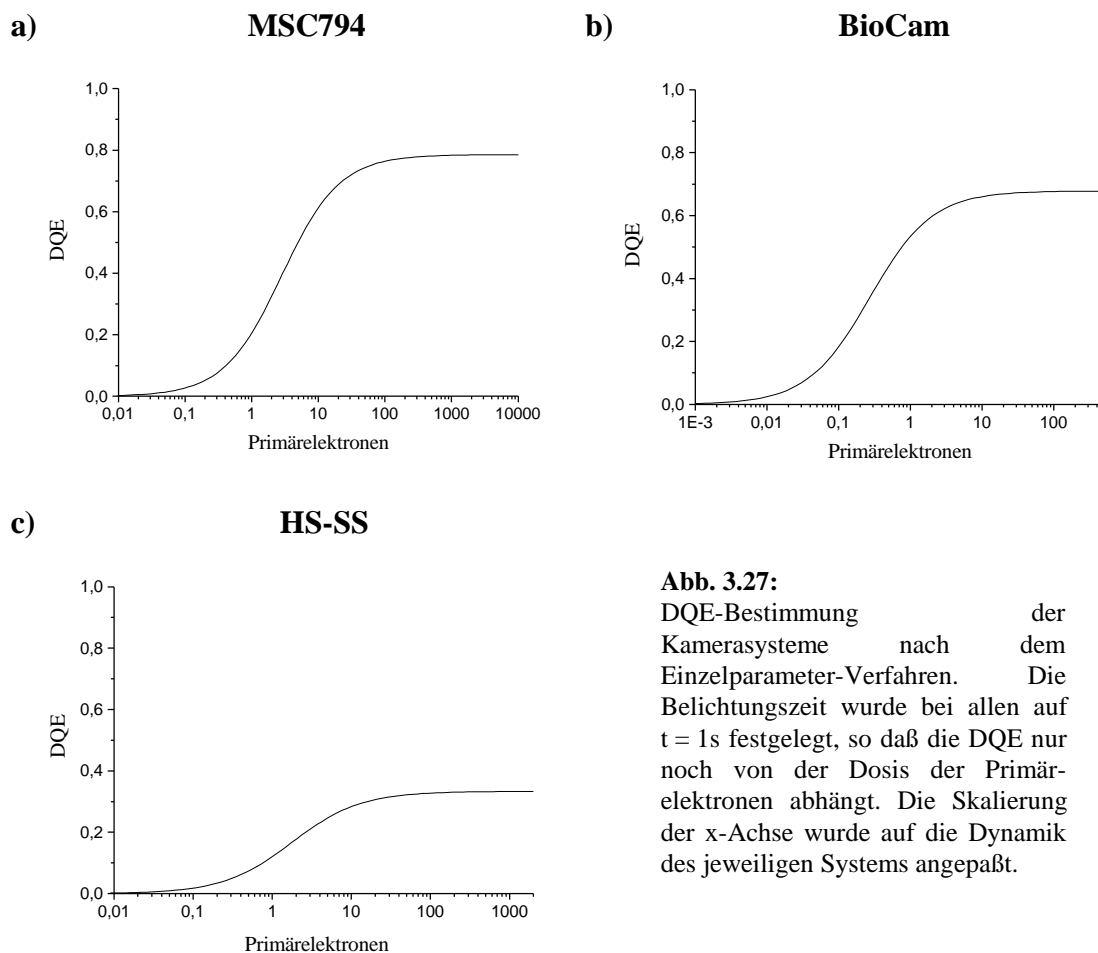 a) MSC794
1,0
0,8
0,6
0,4
0,2
0,0
DQE
0,01 0,1 1 10 100 1000 10000
Primärelektronen
b) BioCam
1,0
0,8
0,6
0,4
0,2
0,0
DQE
1E-3 0,01 0,1 1 10 100
Primärelektronen
c) HS-SS
1,0
0,8
0,6
0,4
0,2
0,0
DQE
0,01 0,1 1 10 100 1000
Primärelektronen
Abb. 3.27:
DQE-Bestimmung der
Kamerasysteme nach dem
Einzelparameter-Verfahren. Die
Belichtungszeit wurde bei allen auf
t = 1s festgelegt, so daß die DQE nur
noch von der Dosis der Primär-
elektronen abhängt. Die Skalierung
der x-Achse wurde auf die Dynamik
des jeweiligen Systems angepaßt.